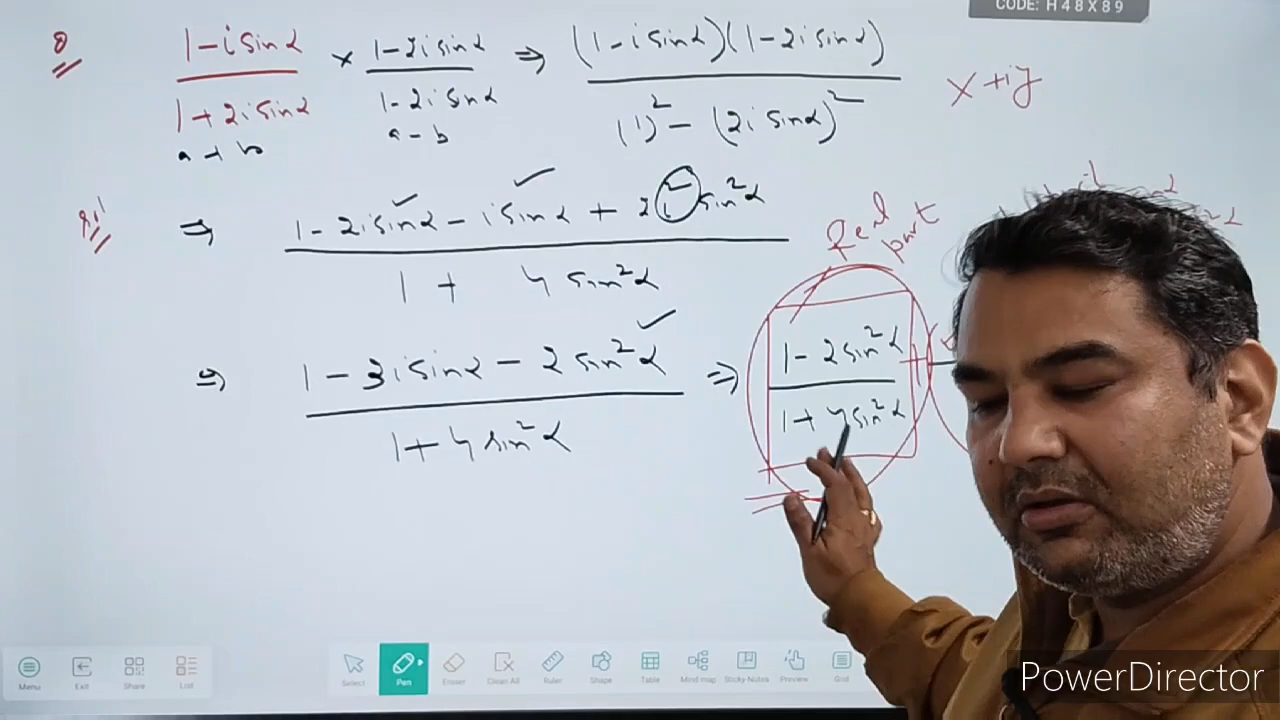 CODE: H48X89
Q (1 - i sinα)/(1 + 2i sinα) × (1 - 2i sinα)/(1 - 2i sinα) ⇒ ((1 - i sinα)(1 - 2i sinα))/((1)² - (2i sinα)²) x + iy
a + b a - b
Sol ⇒ (1 - 2i sinα - i sinα + 2i² sin²α)/(1 + 4 sin²α)
Real part
⇒ (1 - 3i sinα - 2 sin²α)/(1 + 4 sin²α) ⇒ (1 - 2 sin²α)/(1 + 4 sin²α) +
Menu Exit Share List Select Pen Eraser Clean All Ruler Shape Table Mind map Sticky Notes Preview Grid
PowerDirector